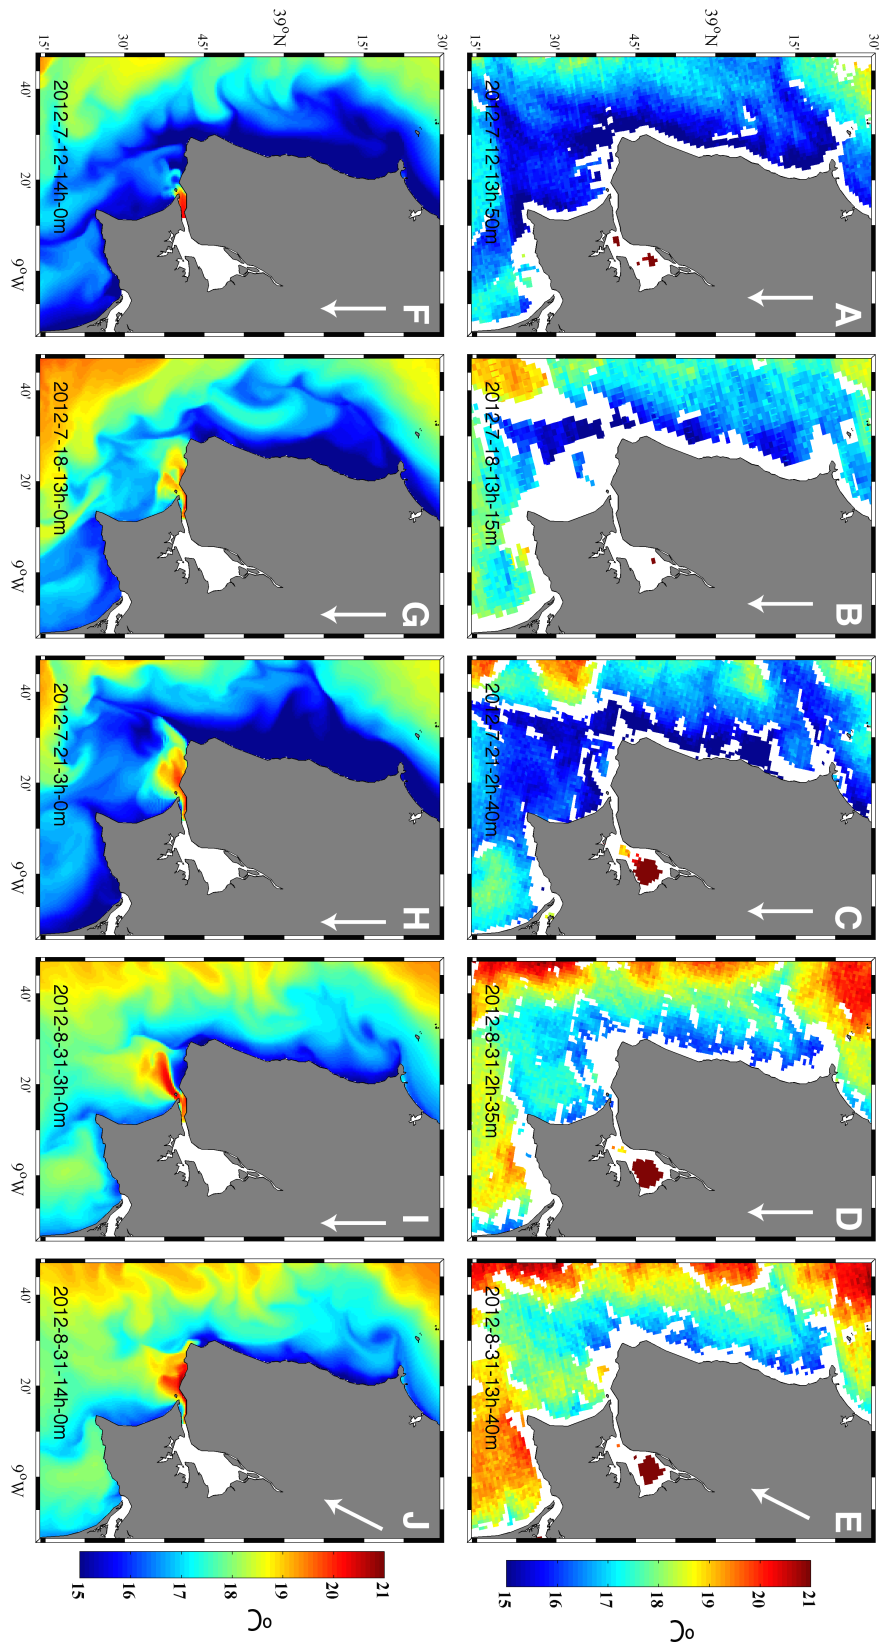 A
B
C
D
E
30'
15'
39°N
45'
30'
15'
2012-7-12-13h-50m
2012-7-18-13h-15m
2012-7-21-2h-40m
2012-8-31-2h-35m
2012-8-31-13h-40m
21
20
19
18
17
16
15
°C
F
G
H
I
J
30'
15'
39°N
45'
30'
15'
2012-7-12-14h-0m
2012-7-18-13h-0m
2012-7-21-3h-0m
2012-8-31-3h-0m
2012-8-31-14h-0m
21
20
19
18
17
16
15
°C
40' 20' 9°W
40' 20' 9°W
40' 20' 9°W
40' 20' 9°W
40' 20' 9°W